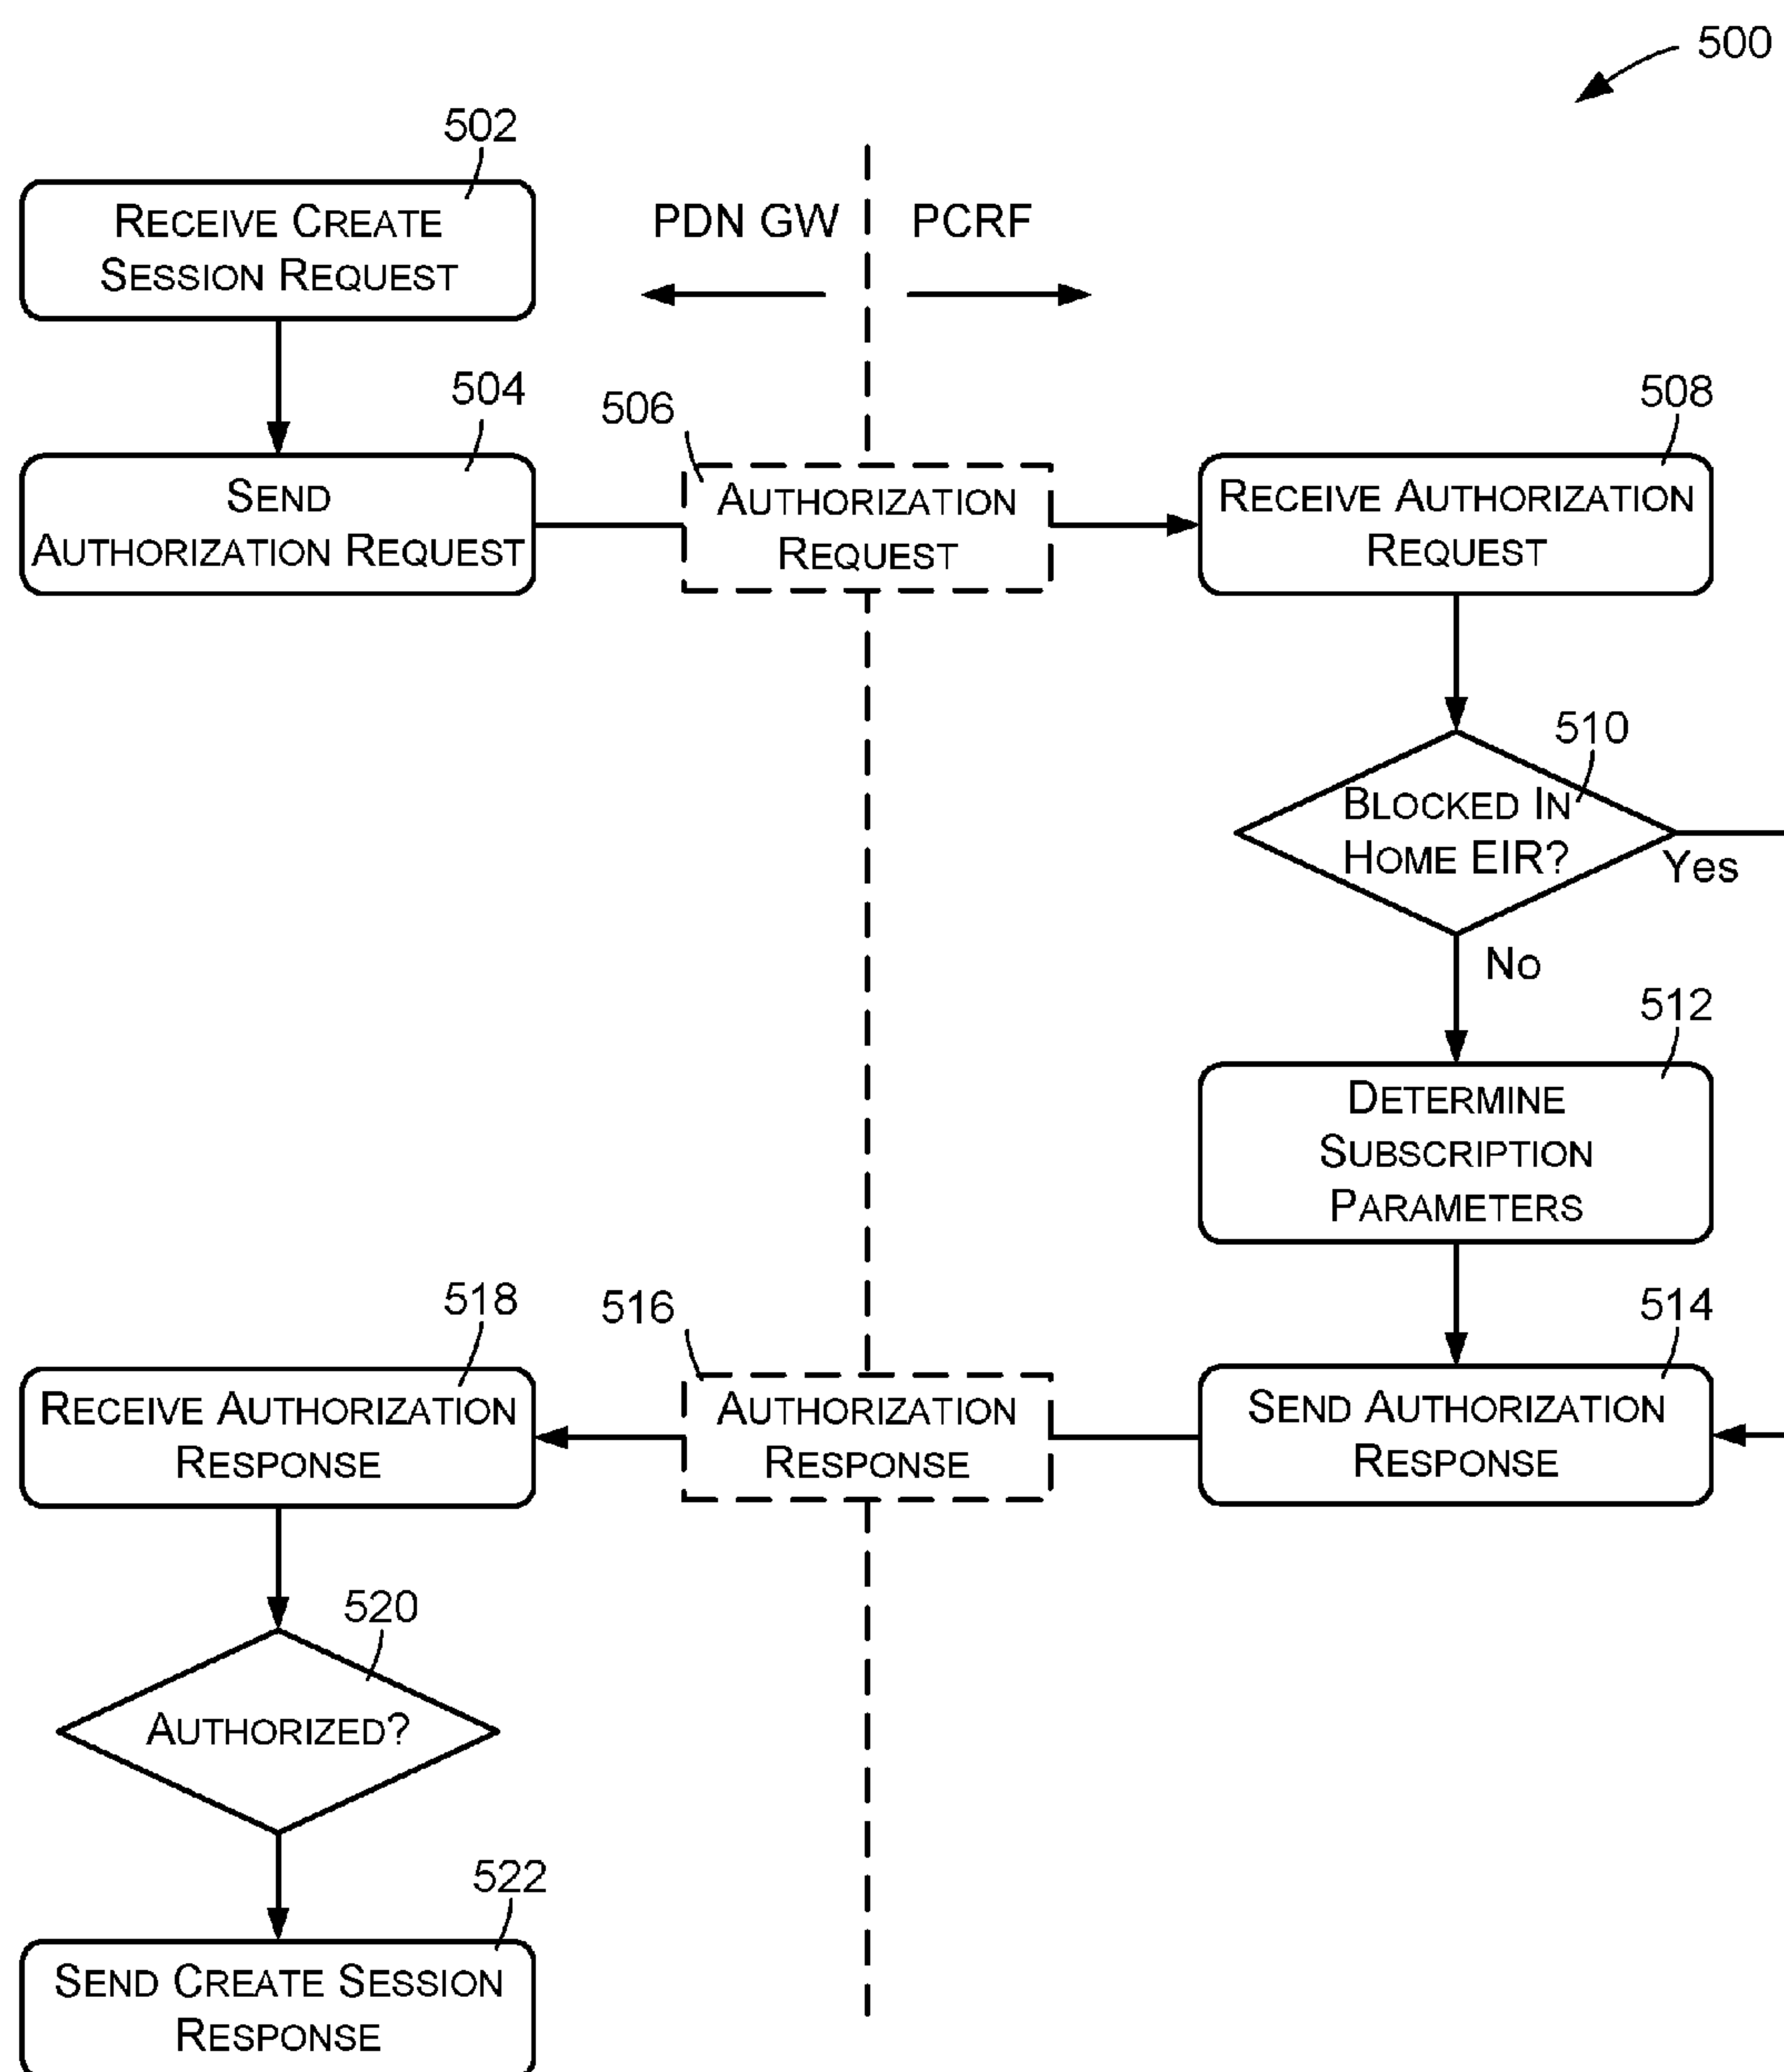 500
502
RECEIVE CREATE
SESSION REQUEST
PDN GW
PCRF
504
SEND
AUTHORIZATION REQUEST
506
AUTHORIZATION
REQUEST
508
RECEIVE AUTHORIZATION
REQUEST
510
BLOCKED IN
HOME EIR?
Yes
No
512
DETERMINE
SUBSCRIPTION
PARAMETERS
514
SEND AUTHORIZATION
RESPONSE
516
AUTHORIZATION
RESPONSE
518
RECEIVE AUTHORIZATION
RESPONSE
520
AUTHORIZED?
522
SEND CREATE SESSION
RESPONSE